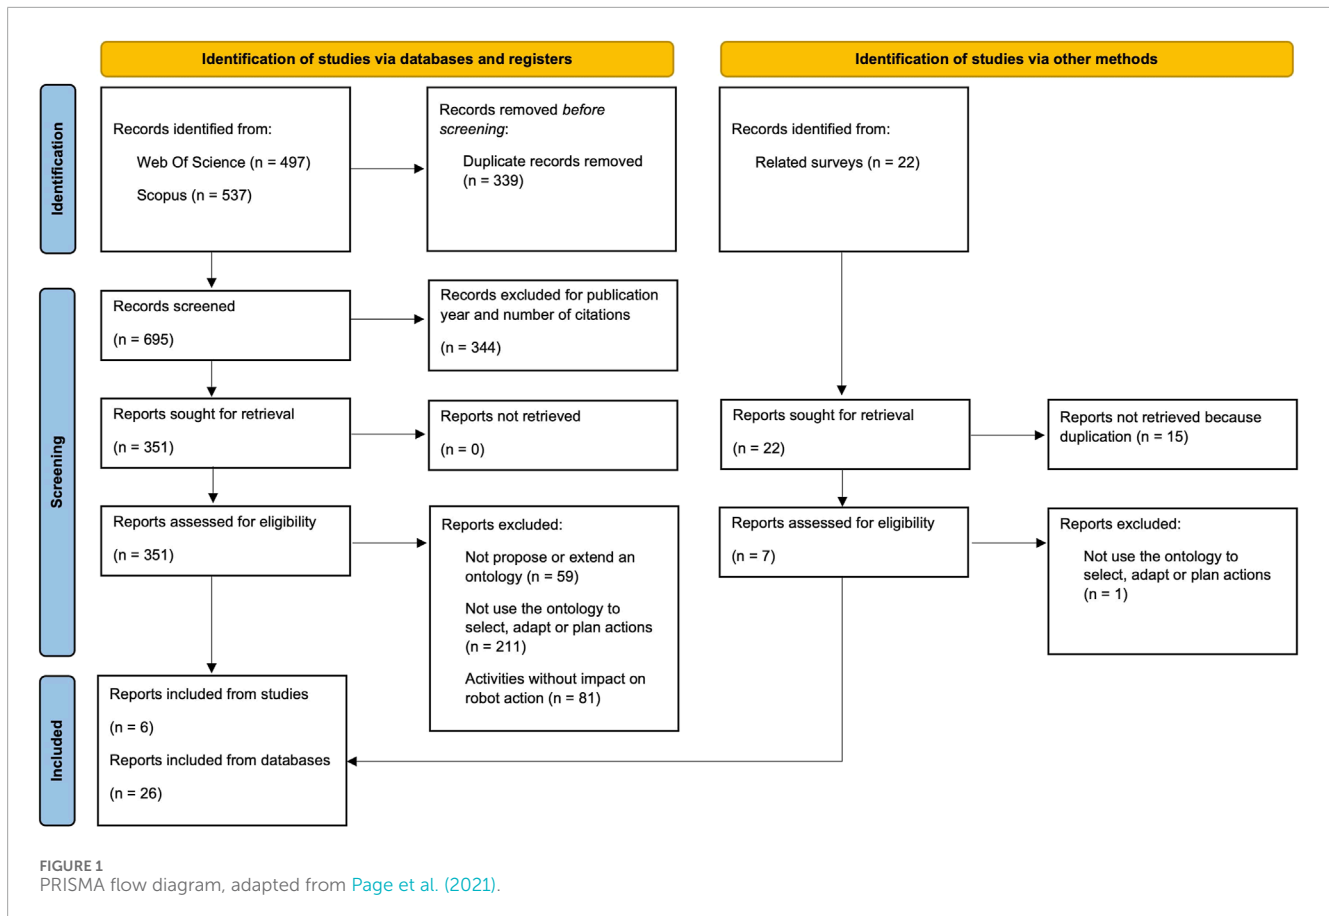 Identification of studies via databases and registers
Identification of studies via other methods
Identification
Records identified from:
Web Of Science (n = 497)
Scopus (n = 537)
Records removed before
screening:
Duplicate records removed
(n = 339)
Records identified from:
Related surveys (n = 22)
Screening
Records screened
(n = 695)
Records excluded for publication
year and number of citations
(n = 344)
Reports sought for retrieval
(n = 351)
Reports not retrieved
(n = 0)
Reports sought for retrieval
(n = 22)
Reports not retrieved because
duplication (n = 15)
Reports assessed for eligibility
(n = 351)
Reports excluded:
Not propose or extend an
ontology (n = 59)
Not use the ontology to
select, adapt or plan actions
(n = 211)
Activities without impact on
robot action (n = 81)
Reports assessed for eligibility
(n = 7)
Reports excluded:
Not use the ontology to
select, adapt or plan actions
(n = 1)
Included
Reports included from studies
(n = 6)
Reports included from databases
(n = 26)
FIGURE 1
PRISMA flow diagram, adapted from Page et al. (2021).